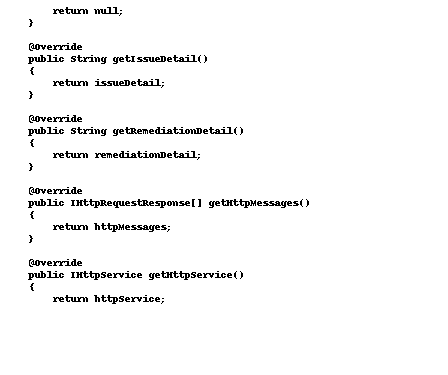 return null;
}
@Override
public String getIssueDetail()
{
return issueDetail;
}
@Override
public String getRemediationDetail()
{
return remediationDetail;
}
@Override
public IHttpRequestResponse[] getHttpMessages()
{
return httpMessages;
}
@Override
public IHttpService getHttpService()
{
return httpService;